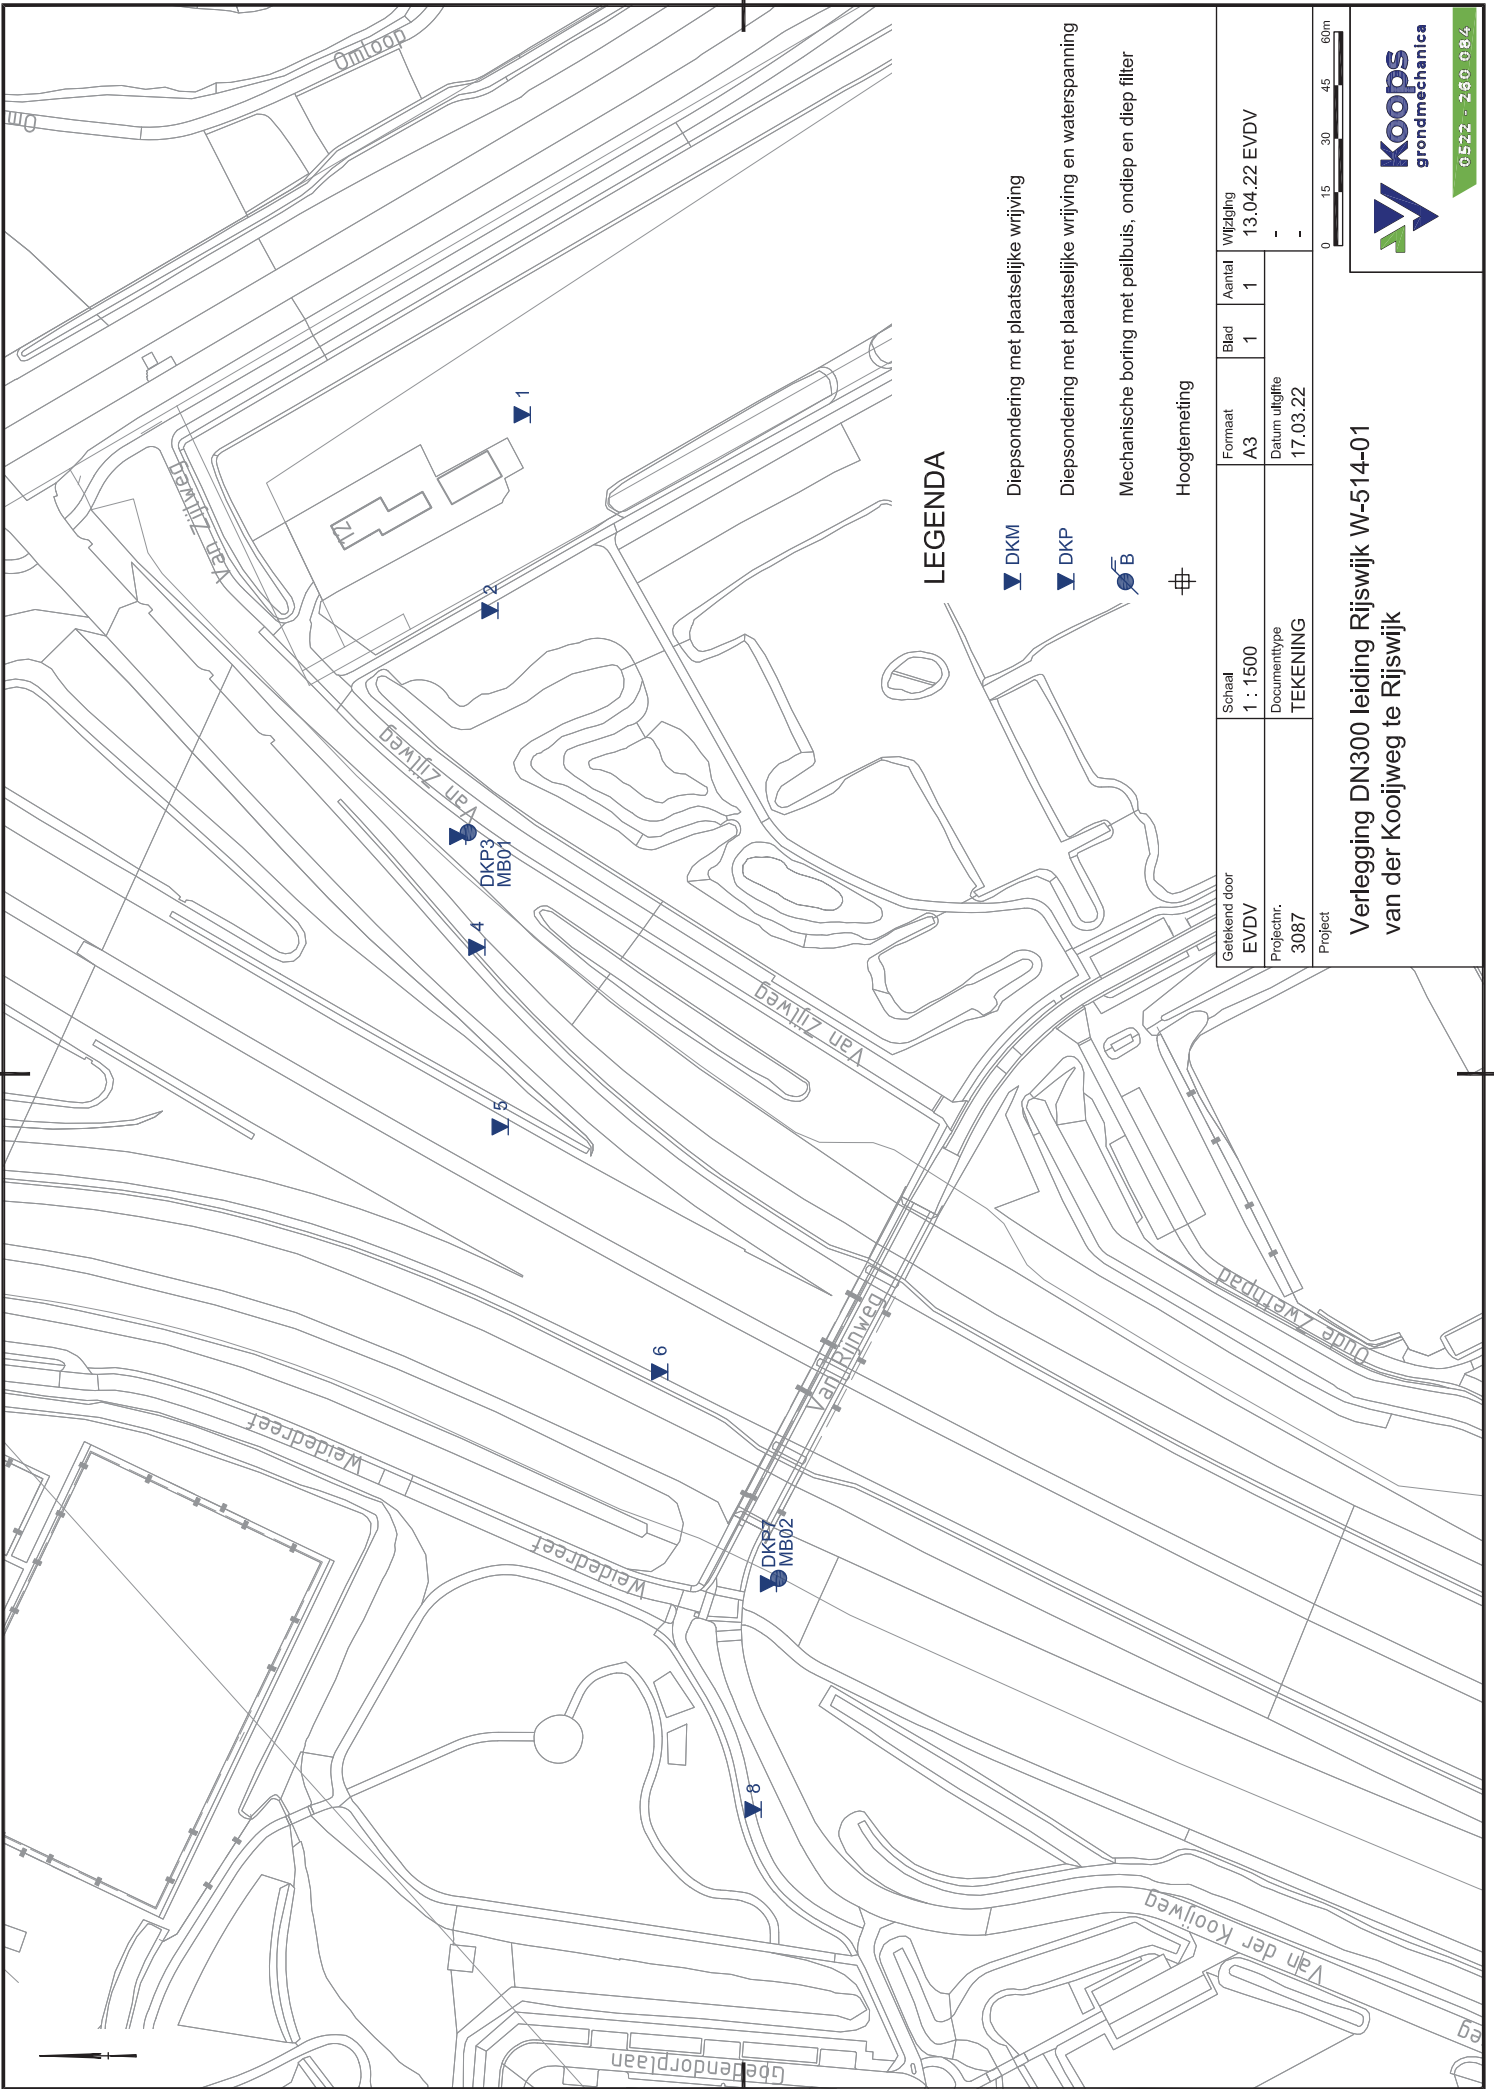 Omloop
Om
Van Zijlweg
12
1
2
Van Zijlweg
DKP3
MB01
4
Van Zijlweg
5
6
Van Rijnweg
Weidedreef
Weidedreef
Oude Zwethpad
DKP7
MB02
8
Van der Kooijweg
eg
Goedendorplaan
LEGENDA
DKM Diepsondering met plaatselijke wrijving
DKP Diepsondering met plaatselijke wrijving en waterspanning
B Mechanische boring met peilbuis, ondiep en diep filter
Hoogtemeting
Getekend door
EVDV
Schaal
1 : 1500
Formaat
A3
Blad
1
Aantal
1
Wijziging
13.04.22 EVDV
-
-
Projectnr.
3087
Documenttype
TEKENING
Datum uitgifte
17.03.22
Project
Verlegging DN300 leiding Rijswijk W-514-01
van der Kooijweg te Rijswijk
0 15 30 45 60m
Koops
grondmechanica
0522 - 260 084